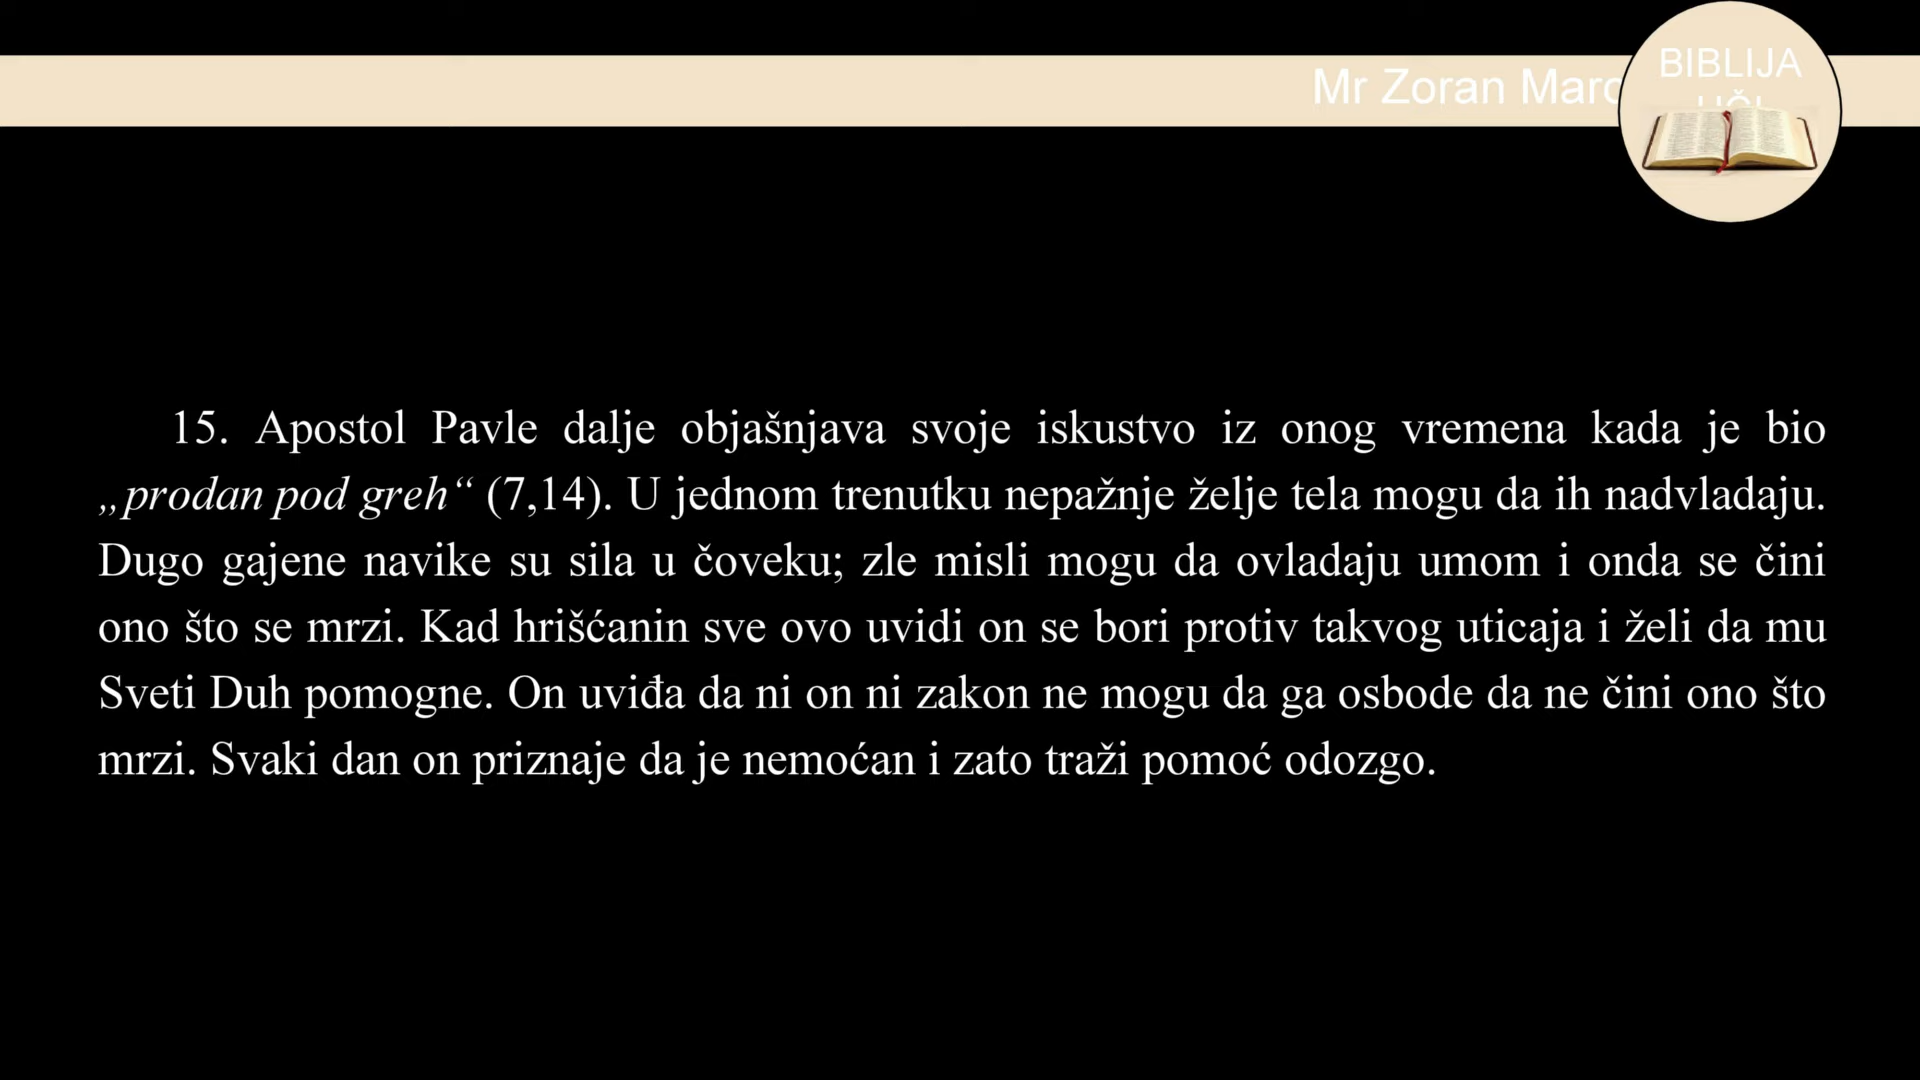 Mr Zoran
BIBLIJA
UČI
15. Apostol Pavle dalje objašnjava svoje iskustvo iz onog vremena kada je bio
„prodan pod greh“ (7,14). U jednom trenutku nepažnje želje tela mogu da ih nadvladaju.
Dugo gajene navike su sila u čoveku; zle misli mogu da ovladaju umom i onda se čini
ono što se mrzi. Kad hrišćanin sve ovo uvidi on se bori protiv takvog uticaja i želi da mu
Sveti Duh pomogne. On uviđa da ni on ni zakon ne mogu da ga osbode da ne čini ono što
mrzi. Svaki dan on priznaje da je nemoćan i zato traži pomoć odozgo.